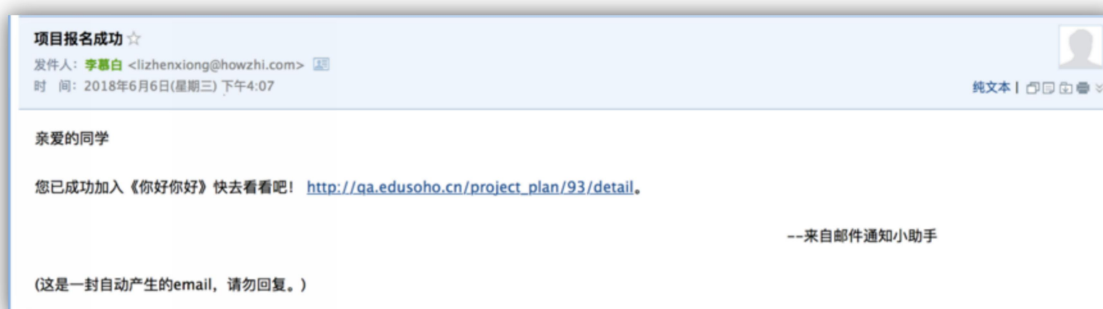 项目报名成功☆
发件人：李慕白 <lizhenxiong@howzhi.com>
时 间：2018年6月6日(星期三) 下午4:07
纯文本 |
亲爱的同学
您已成功加入《你好你好》快去看看吧！ http://qa.edusoho.cn/project_plan/93/detail。
--来自邮件通知小助手
(这是一封自动产生的email，请勿回复。)